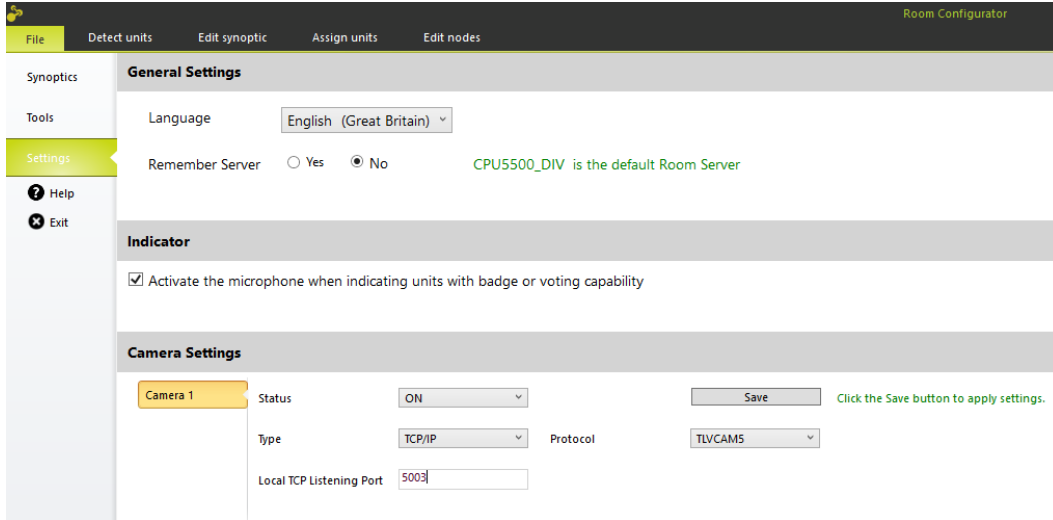 Room Configurator
File Detect units Edit synoptic Assign units Edit nodes
Synoptics
Tools
Settings
Help
Exit
General Settings
Language English (Great Britain)
Remember Server Yes No CPU5500_DIV is the default Room Server
Indicator
Activate the microphone when indicating units with badge or voting capability
Camera Settings
Camera 1
Status ON Save Click the Save button to apply settings.
Type TCP/IP Protocol TLVCAM5
Local TCP Listening Port 5003